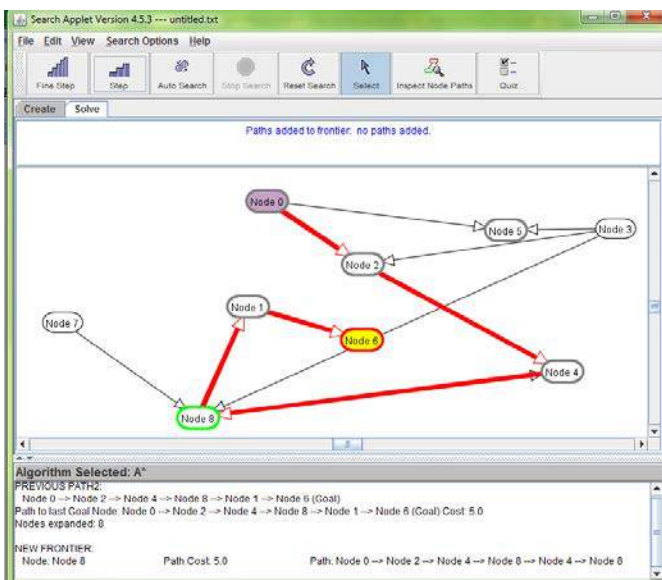 Search Applet Version 4.5.3 --- untitled.txt
File Edit View Search Options Help
Fine Step Step Auto Search Stop Search Reset Search Select Inspect Node Paths Quiz
Create Solve
Paths added to frontier: no paths added.
Node 0
Node 5
Node 3
Node 2
Node 1
Node 7
Node 6
Node 4
Node 8
Algorithm Selected: A*
PREVIOUS PATH2:
Node 0 --> Node 2 --> Node 4 --> Node 8 --> Node 1 --> Node 6 (Goal)
Path to last Goal Node: Node 0 --> Node 2 --> Node 4 --> Node 8 --> Node 1 --> Node 6 (Goal) Cost: 5.0
Nodes expanded: 8
NEW FRONTIER:
Node: Node 8 Path Cost: 5.0 Path: Node 0 --> Node 2 --> Node 4 --> Node 8 --> Node 4 --> Node 8